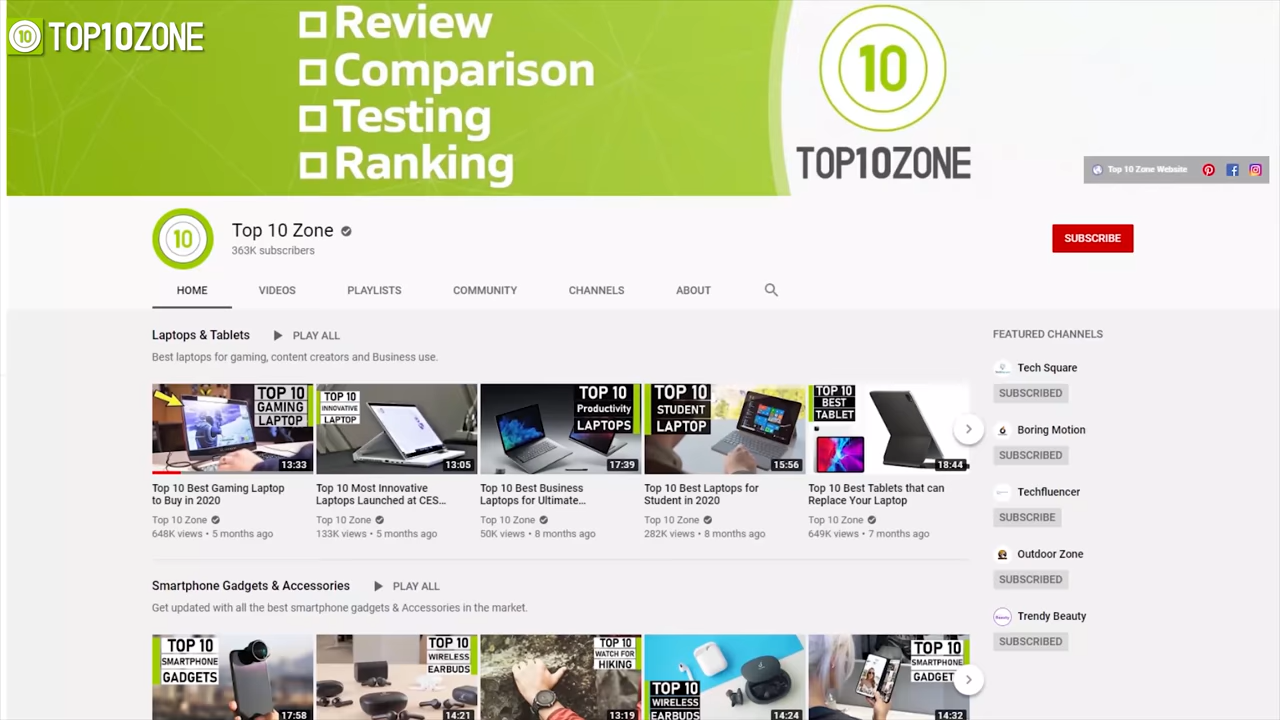 TOP10ZONE
Review
Comparison
Testing
Ranking
10
TOP10ZONE
Top 10 Zone Website
10
Top 10 Zone
363K subscribers
SUBSCRIBE
HOME VIDEOS PLAYLISTS COMMUNITY CHANNELS ABOUT
Laptops & Tablets PLAY ALL
Best laptops for gaming, content creators and Business use.
TOP 10
GAMING
LAPTOP
13:33
TOP 10
INNOVATIVE
LAPTOP
13:05
TOP 10
Productivity
LAPTOPS
17:39
TOP 10
STUDENT
LAPTOP
15:56
TOP 10
BEST
TABLET
18:44
Top 10 Best Gaming Laptop
to Buy in 2020
Top 10 Zone
648K views • 5 months ago
Top 10 Most Innovative
Laptops Launched at CES...
Top 10 Zone
133K views • 5 months ago
Top 10 Best Business
Laptops for Ultimate...
Top 10 Zone
50K views • 8 months ago
Top 10 Best Laptops for
Student in 2020
Top 10 Zone
282K views • 8 months ago
Top 10 Best Tablets that can
Replace Your Laptop
Top 10 Zone
649K views • 7 months ago
Smartphone Gadgets & Accessories PLAY ALL
Get updated with all the best smartphone gadgets & Accessories in the market.
TOP 10
SMARTPHONE
GADGETS
17:58
TOP 10
WIRELESS
EARBUDS
14:21
TOP 10
WATCH FOR
HIKING
13:19
TOP 10
WIRELESS
EARBUDS
14:24
TOP 10
SMARTPHONE
GADGETS
14:32
FEATURED CHANNELS
Tech Square
SUBSCRIBED
Boring Motion
SUBSCRIBED
Techfluencer
SUBSCRIBE
Outdoor Zone
SUBSCRIBED
Trendy Beauty
SUBSCRIBED